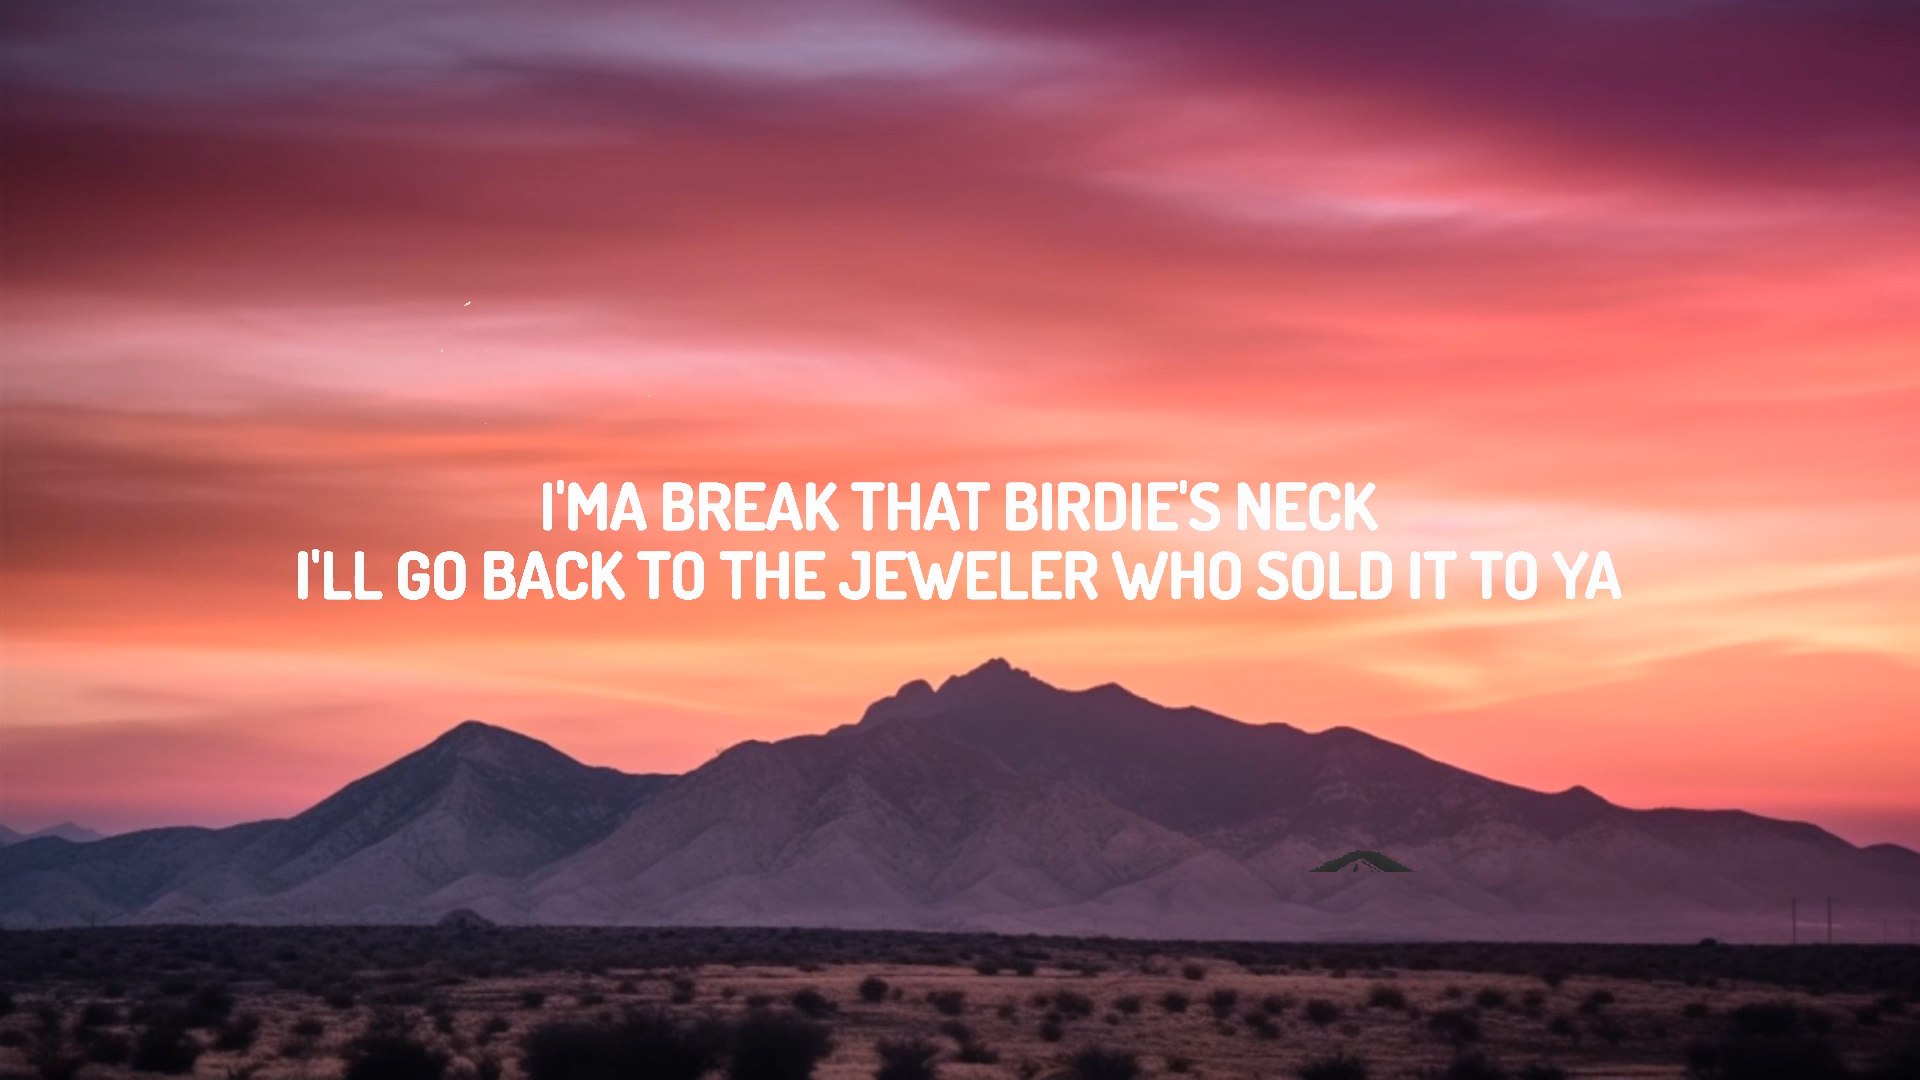 I'MA BREAK THAT BIRDIE'S NECK
I'LL GO BACK TO THE JEWELER WHO SOLD IT TO YA